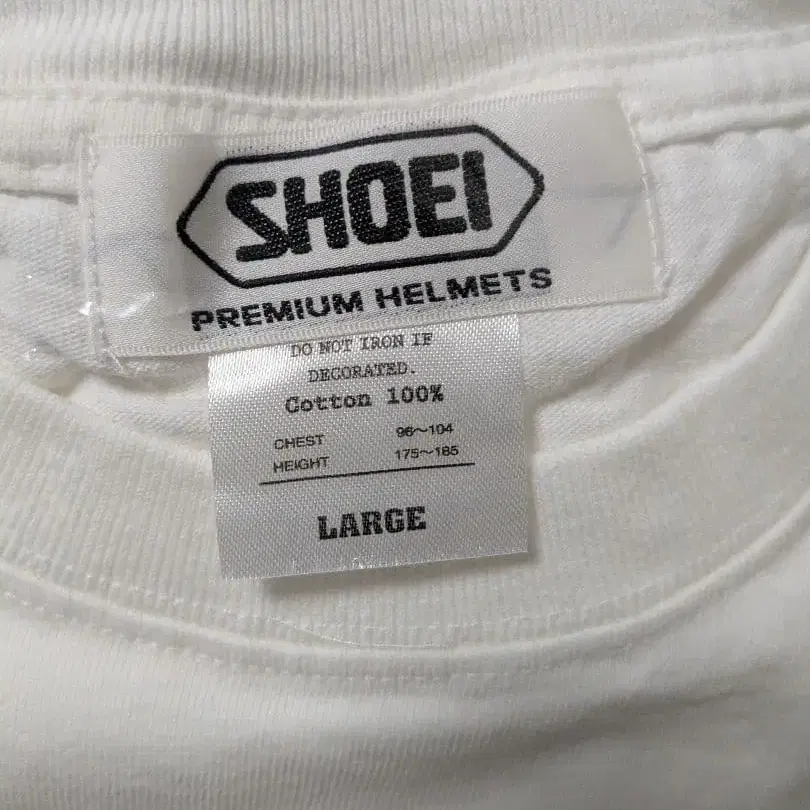 SHOEI
PREMIUM HELMETS
DO NOT IRON IF
DECORATED.
Cotton 100%
CHEST 96〜104
HEIGHT 175〜185
LARGE